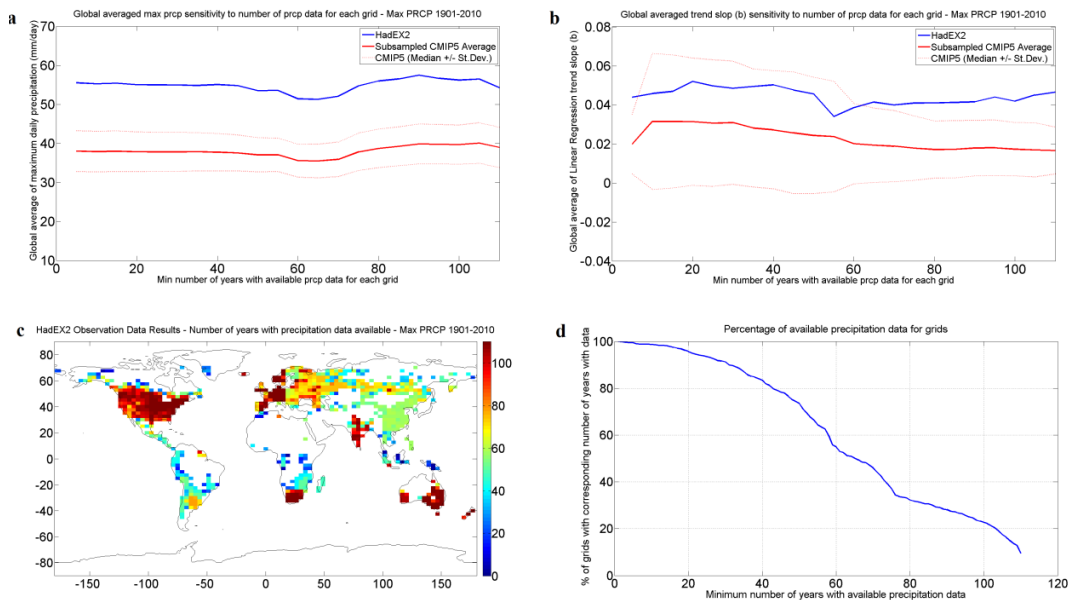 a
Global averaged max prcp sensitivity to number of prcp data for each grid - Max PRCP 1901-2010
HadEX2
Subsampled CMIP5 Average
CMIP5 (Median +/- St.Dev.)
Global average of maximum daily precipitation (mm/day)
70
60
50
40
30
20
10
0 20 40 60 80 100
Min number of years with available prcp data for each grid
b
Global averaged trend slop (b) sensitivity to number of prcp data for each grid - Max PRCP 1901-2010
HadEX2
Subsampled CMIP5 Average
CMIP5 (Median +/- St.Dev.)
Global average of Linear Regression trend slope (b)
0.08
0.06
0.04
0.02
0
-0.02
-0.04
0 20 40 60 80 100
Min number of years with available prcp data for each grid
c
HadEX2 Observation Data Results - Number of years with precipitation data available - Max PRCP 1901-2010
80
60
40
20
0
-20
-40
-60
-80
-150 -100 -50 0 50 100 150
100
80
60
40
20
0
d
Percentage of available precipitation data for grids
% of grids with corresponding number of years with data
100
80
60
40
20
0
0 20 40 60 80 100 120
Minimum number of years with available precipitation data